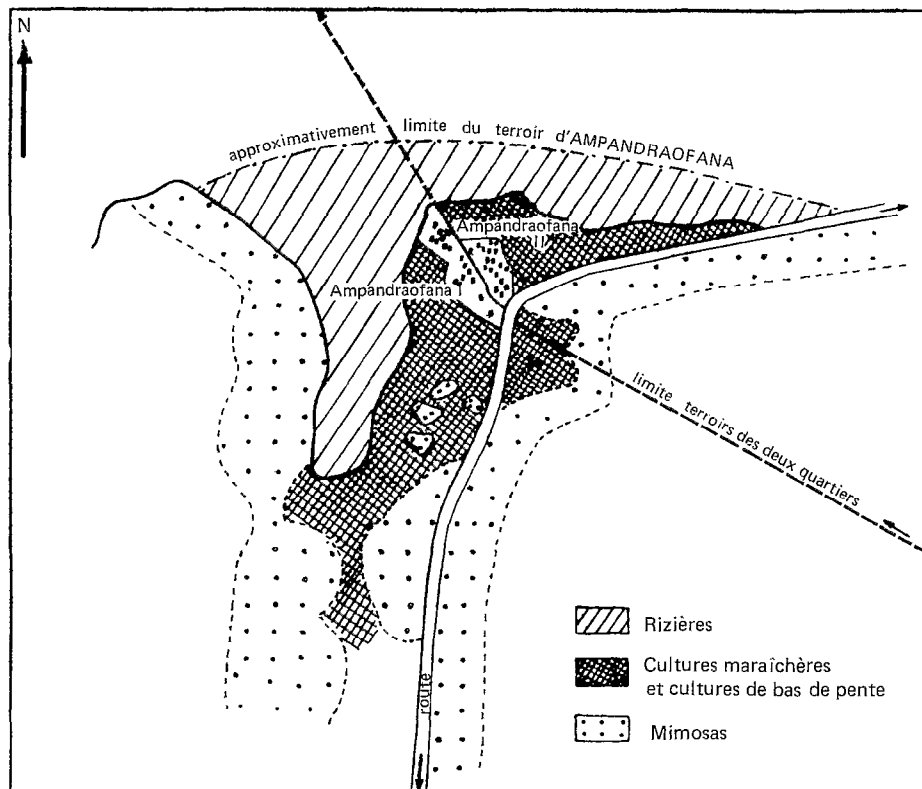 N
approximativement limite du terroir d'AMPANDRAOFANA
Ampandraofana
II
Ampandraofana I
limite terroirs des deux quartiers
route
Rizières
Cultures maraîchères
et cultures de bas de pente
Mimosas